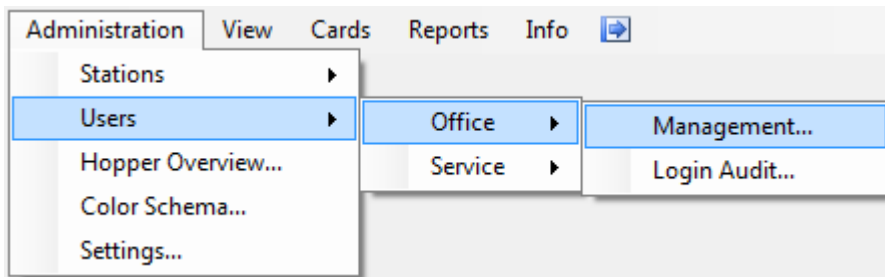 Administration View Cards Reports Info
Stations
Users Office Management...
Hopper Overview... Service Login Audit...
Color Schema...
Settings...